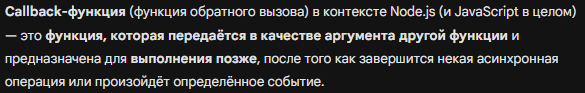 Callback-функция (функция обратного вызова) в контексте Node.js (и JavaScript в целом)
— это функция, которая передаётся в качестве аргумента другой функции и
предназначена для выполнения позже, после того как завершится некая асинхронная
операция или произойдёт определённое событие.